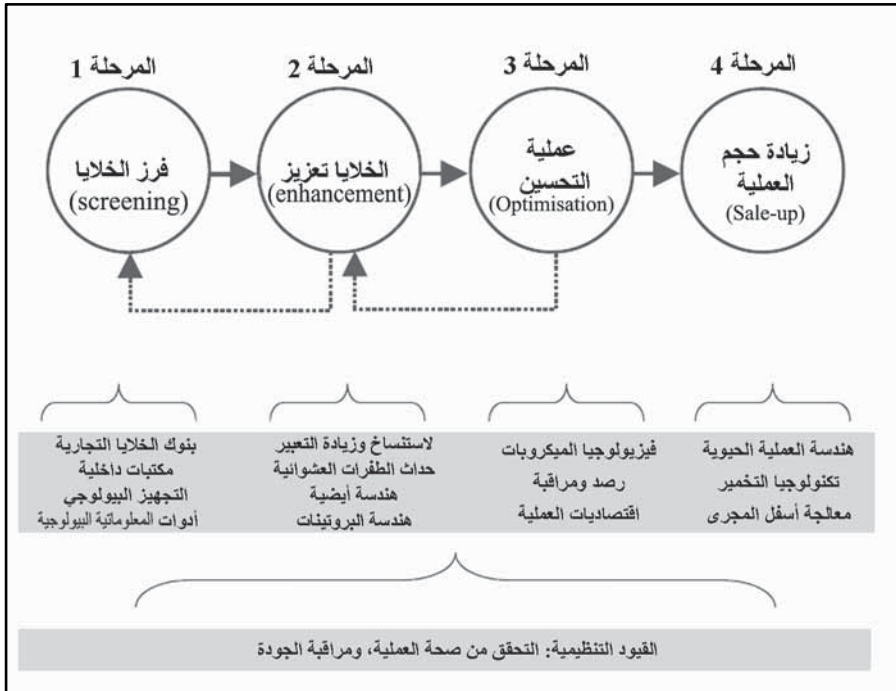 المرحلة 1
المرحلة 2
المرحلة 3
المرحلة 4
فرز الخلايا
(screening)
الخلايا تعزيز
(enhancement)
عملية
التحسين
(Optimisation)
زيادة حجم
العملية
(Sale-up)
بنوك الخلايا التجارية
مكتبات داخلية
التجهيز البيولوجي
أدوات المعلوماتية البيولوجية
لاستنساخ وزيادة التعبير
حداث الطفرات العشوائية
هندسة أيضية
هندسة البروتينات
فيزيولوجيا الميكروبات
رصد ومراقبة
اقتصاديات العملية
هندسة العملية الحيوية
تكنولوجيا التخمير
معالجة أسفل المجرى
القيود التنظيمية: التحقق من صحة العملية، ومراقبة الجودة